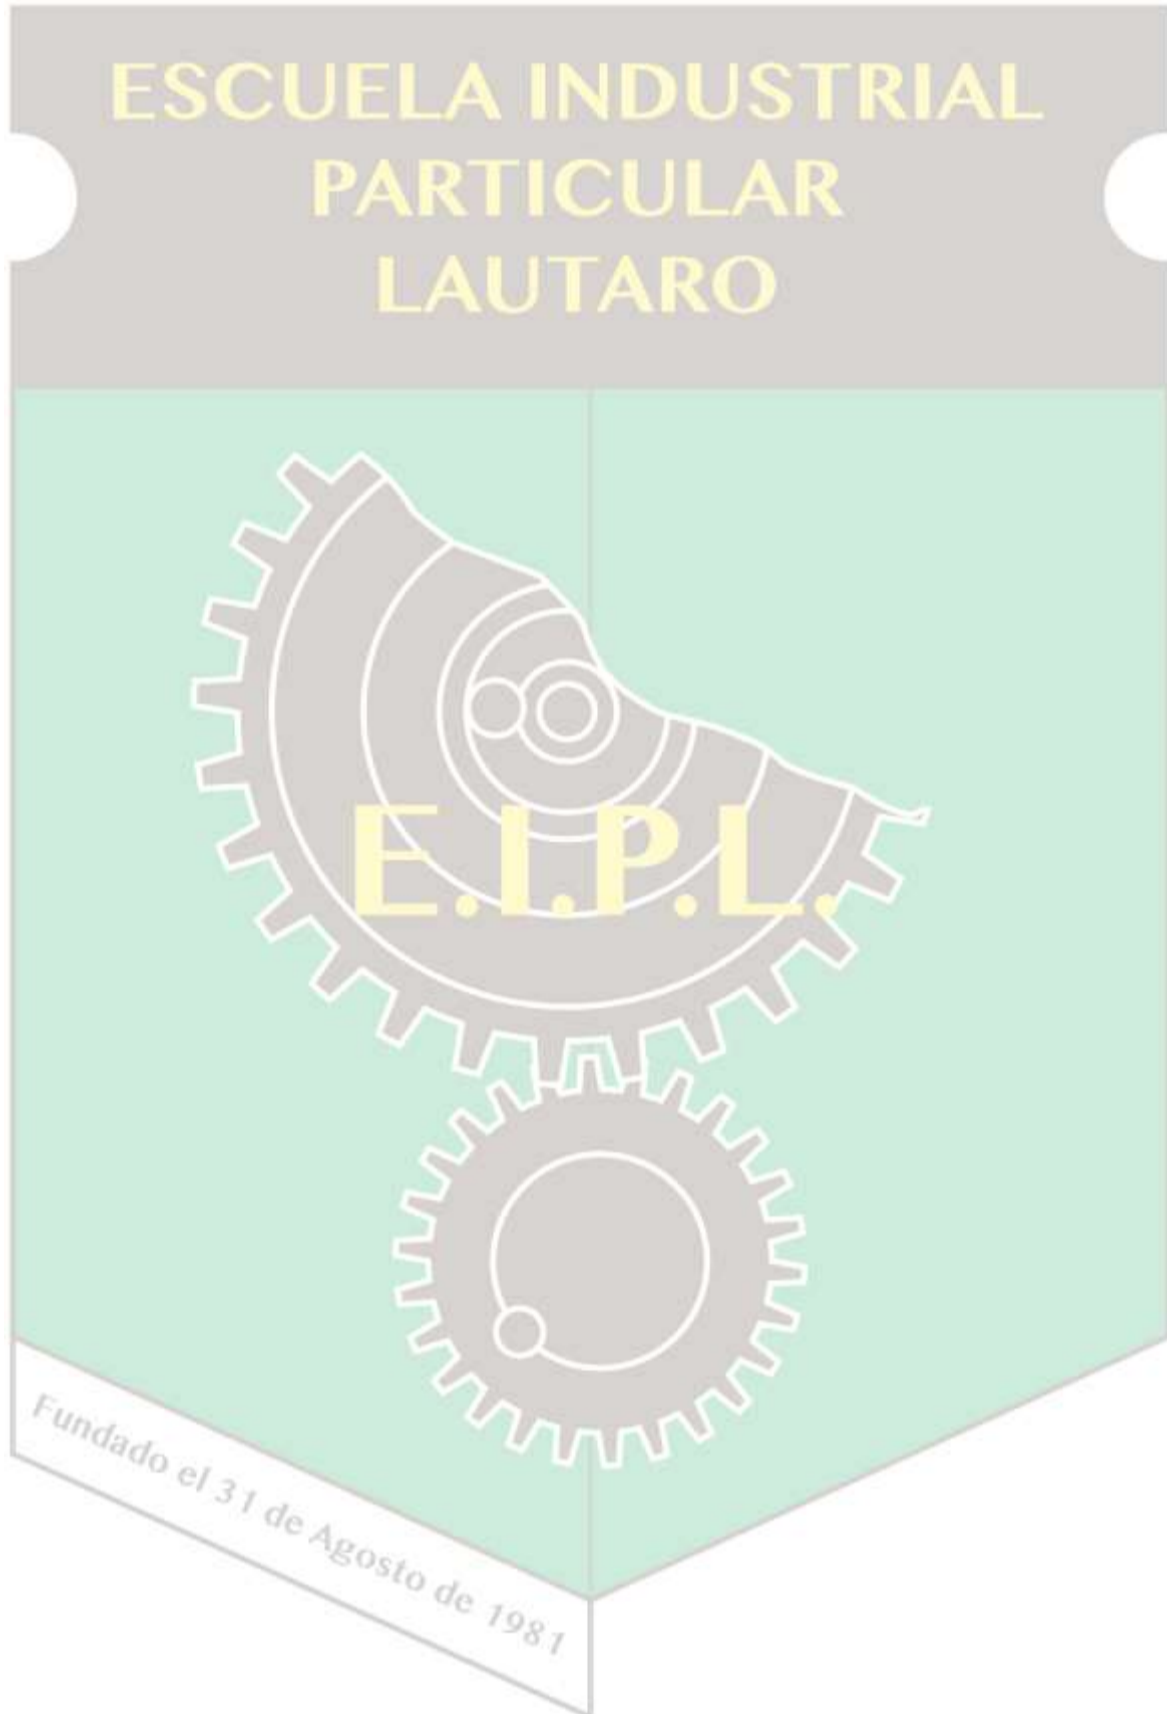 ESCUELA INDUSTRIAL
PARTICULAR
LAUTARO
E.I.P.L.
Fundado el 31 de Agosto de 1981